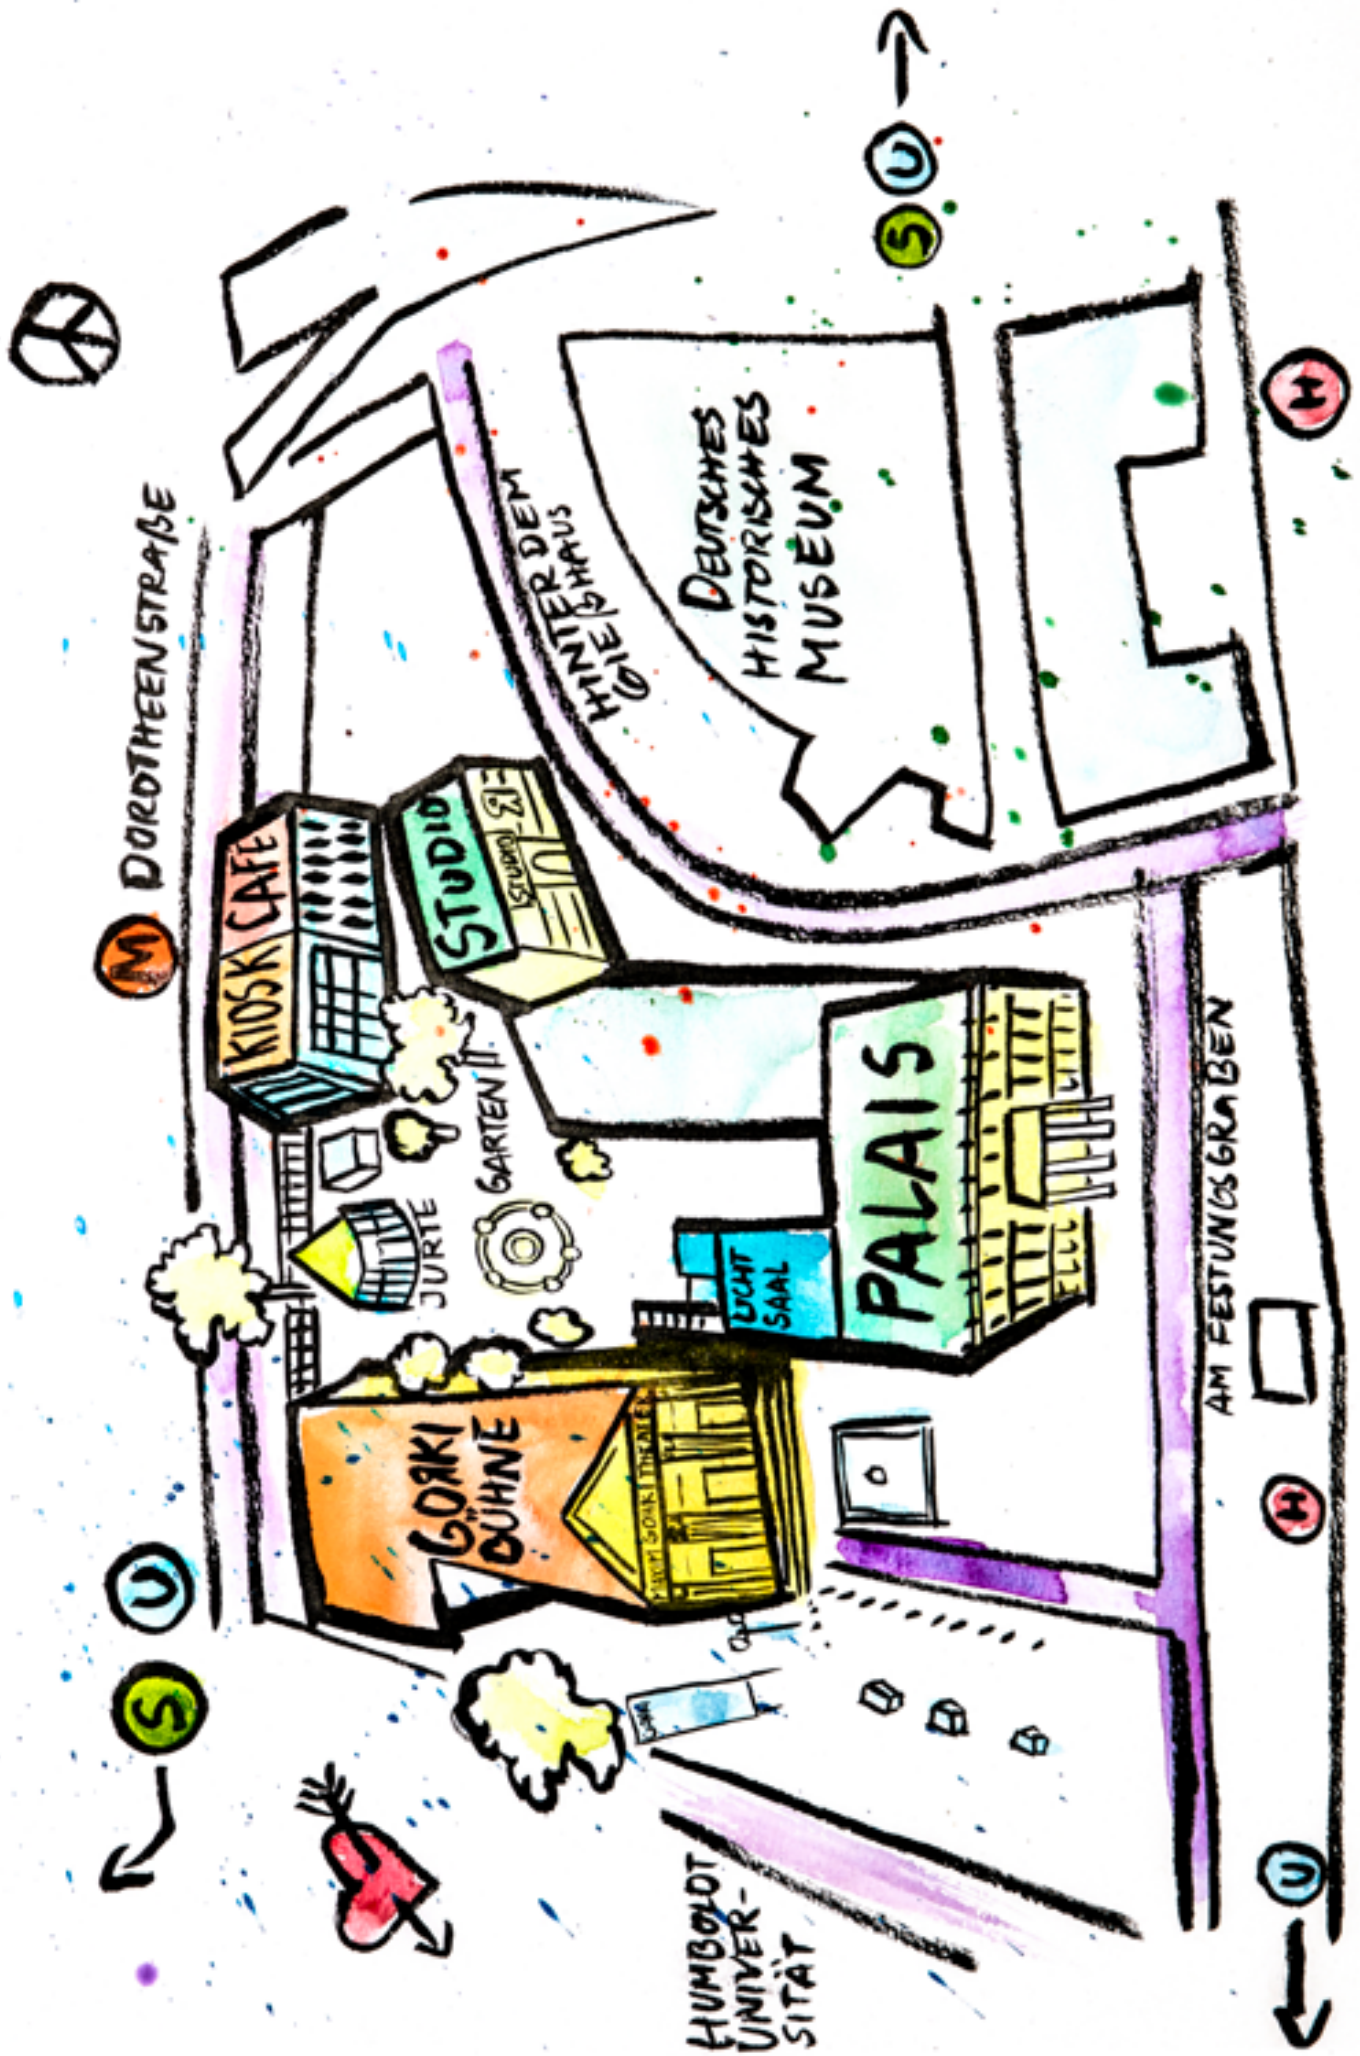 S U
M DOROTHEENSTRAßE
KIOSK CAFE
STUDIO
STUDIO Я
JURTE
GARTEN
GOЯKI
BÜHNE
MAXIM GORKI THEATER
HINTER DEM
GIEßHAUS
LICHT
SAAL
PALAIS
DEUTSCHES
HISTORISCHES
MUSEUM
HUMBOLDT
UNIVER-
SITÄT
S U
AM FESTUNGSGRABEN
U
H
H